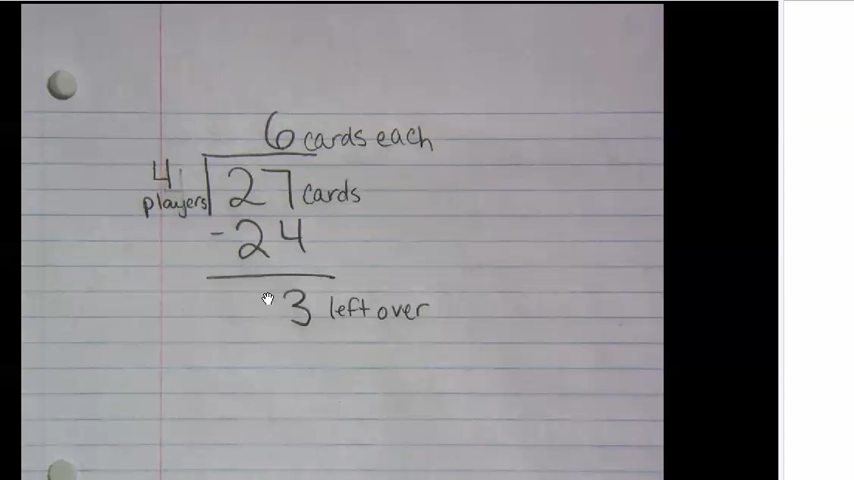 6 cards each
4 27 cards
players
-24
3 left over